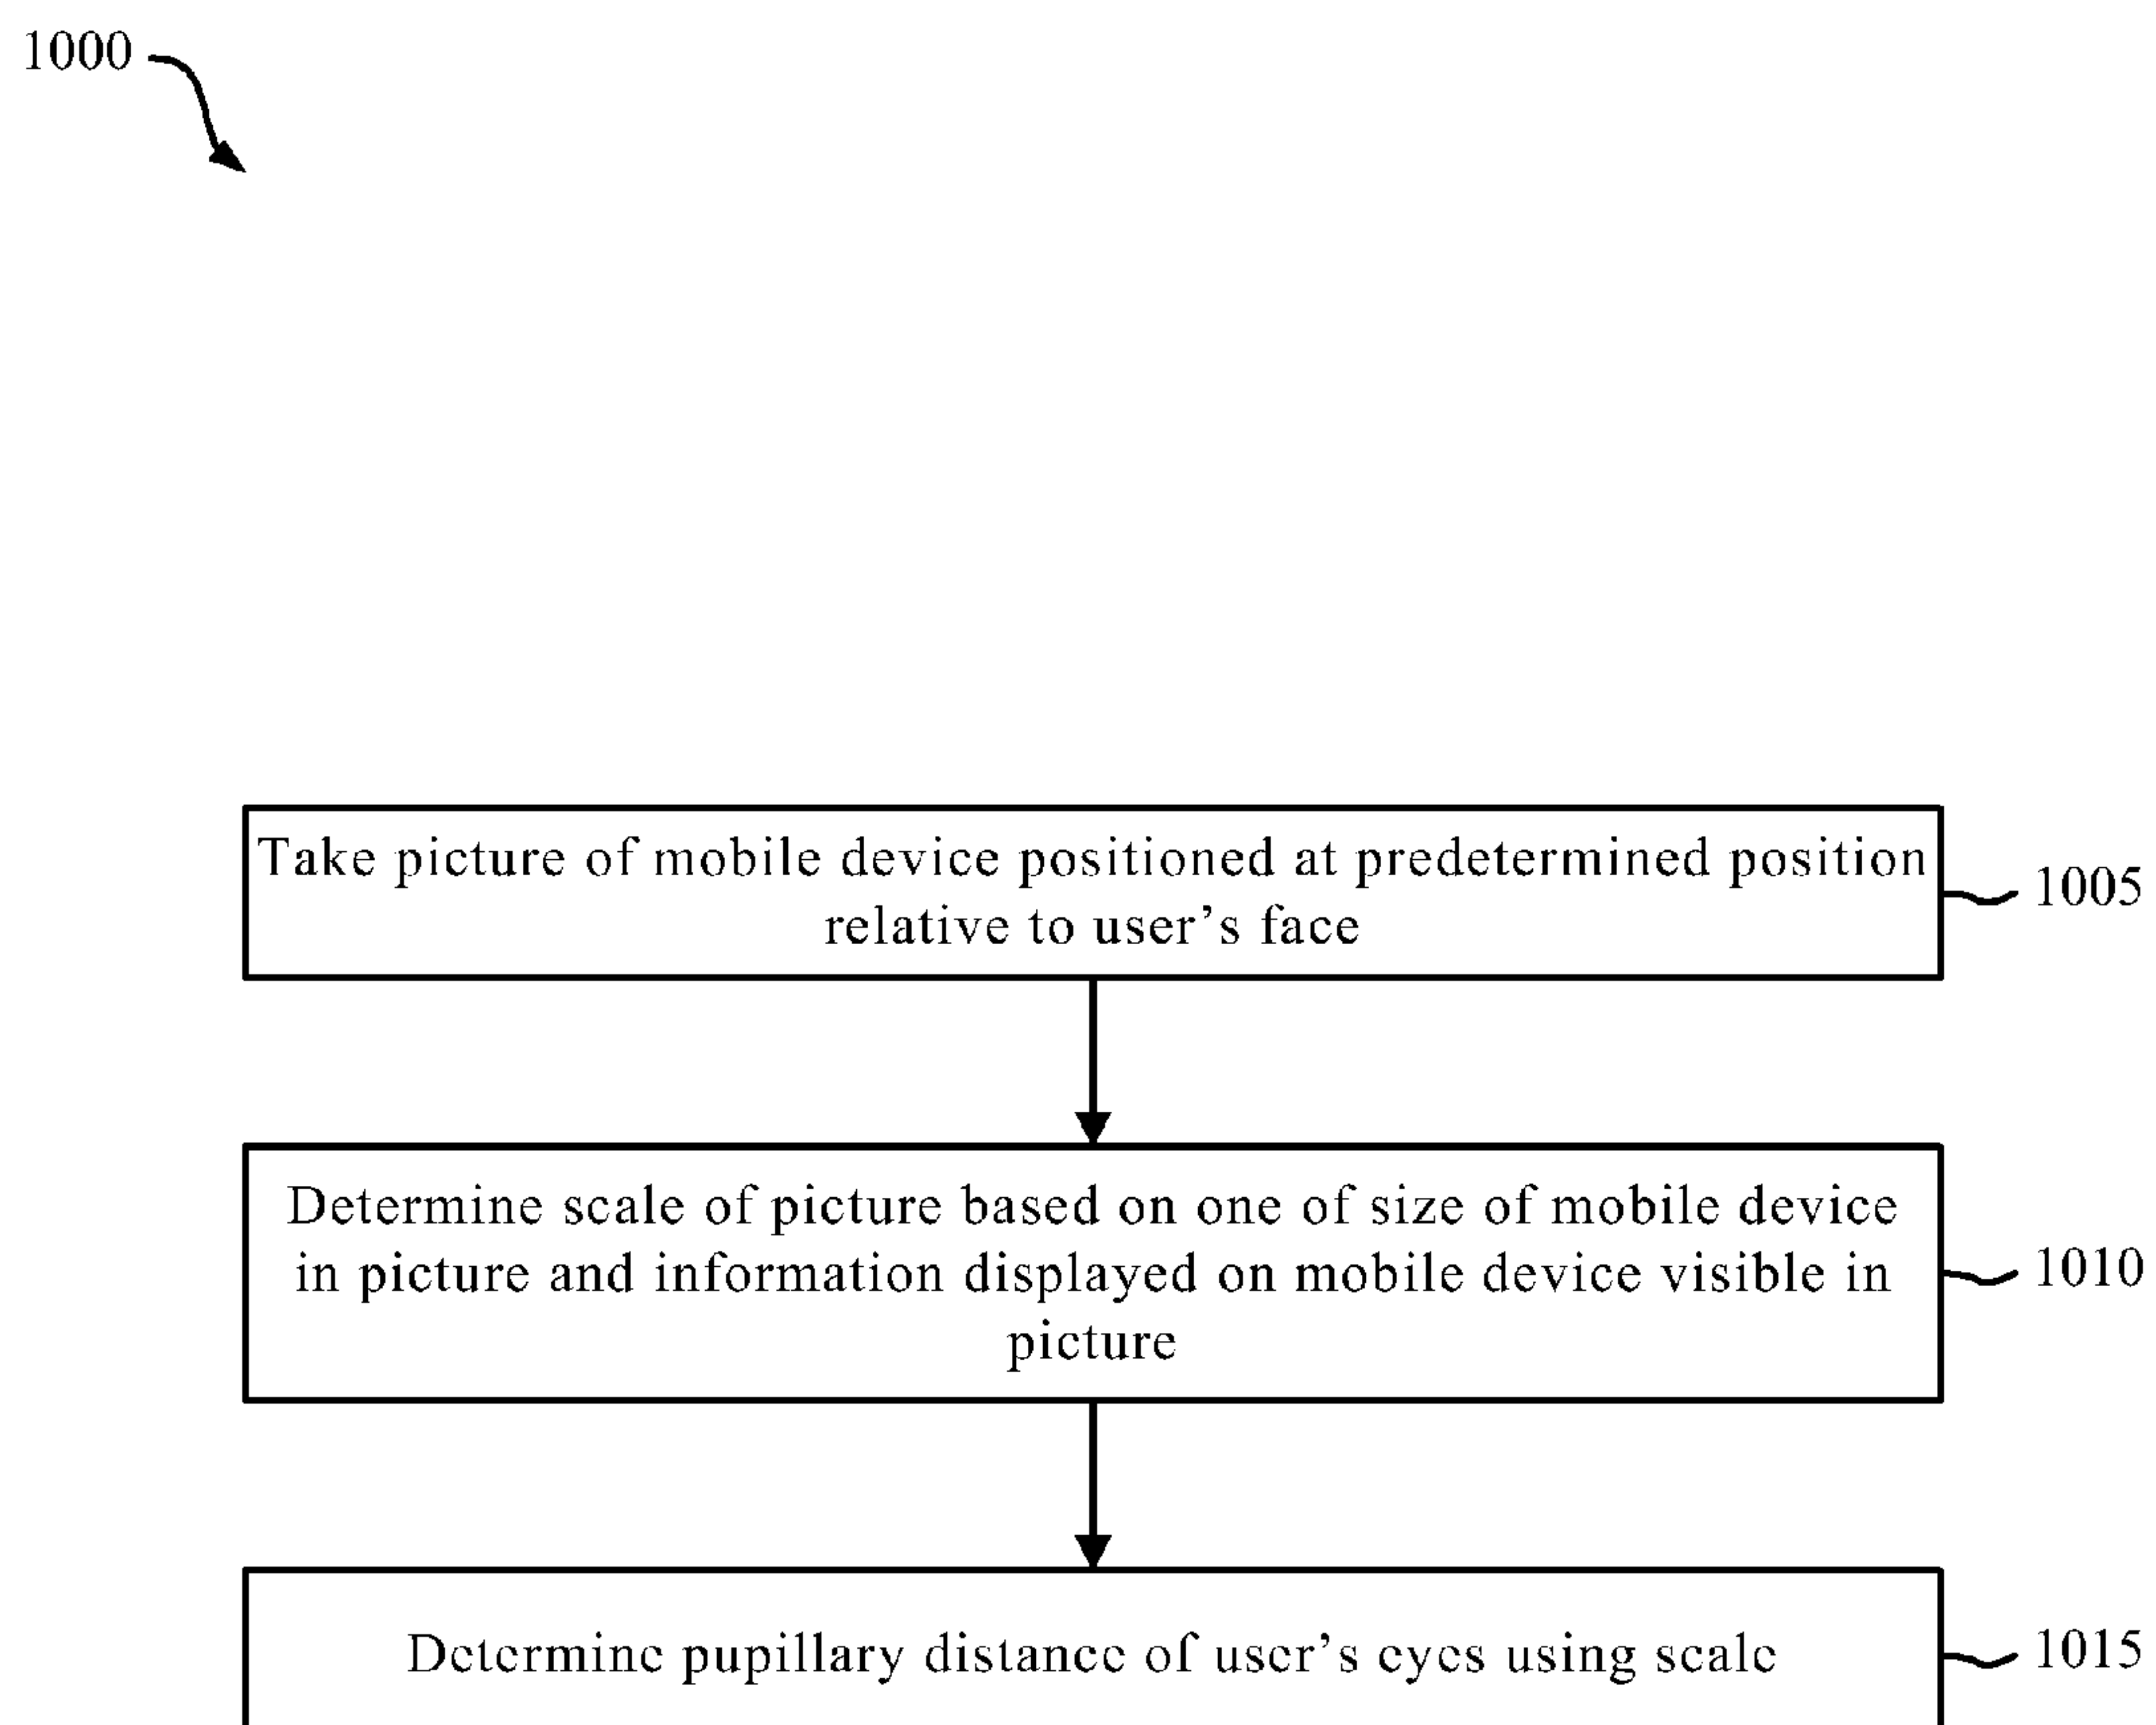 1000
Take picture of mobile device positioned at predetermined position
relative to user’s face
1005
Determine scale of picture based on one of size of mobile device
in picture and information displayed on mobile device visible in
picture
1010
Determine pupillary distance of user’s eyes using scale
1015